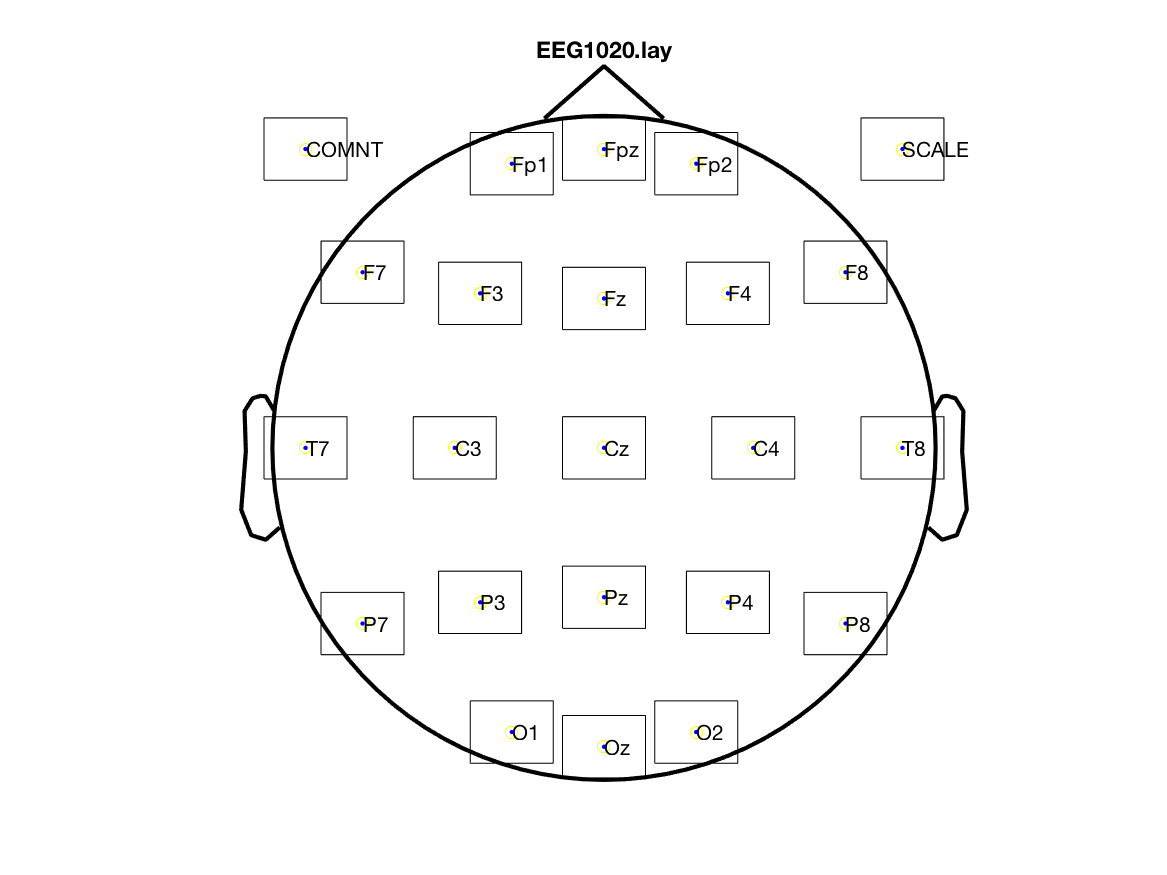 EEG1020.lay
COMNT Fp1 Fpz Fp2 SCALE
F7 F3 Fz F4 F8
T7 C3 Cz C4 T8
P7 P3 Pz P4 P8
O1 Oz O2